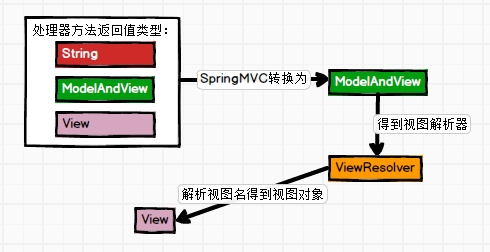 处理器方法返回值类型：
String
ModelAndView
View
SpringMVC转换为
ModelAndView
得到视图解析器
ViewResolver
解析视图名得到视图对象
View